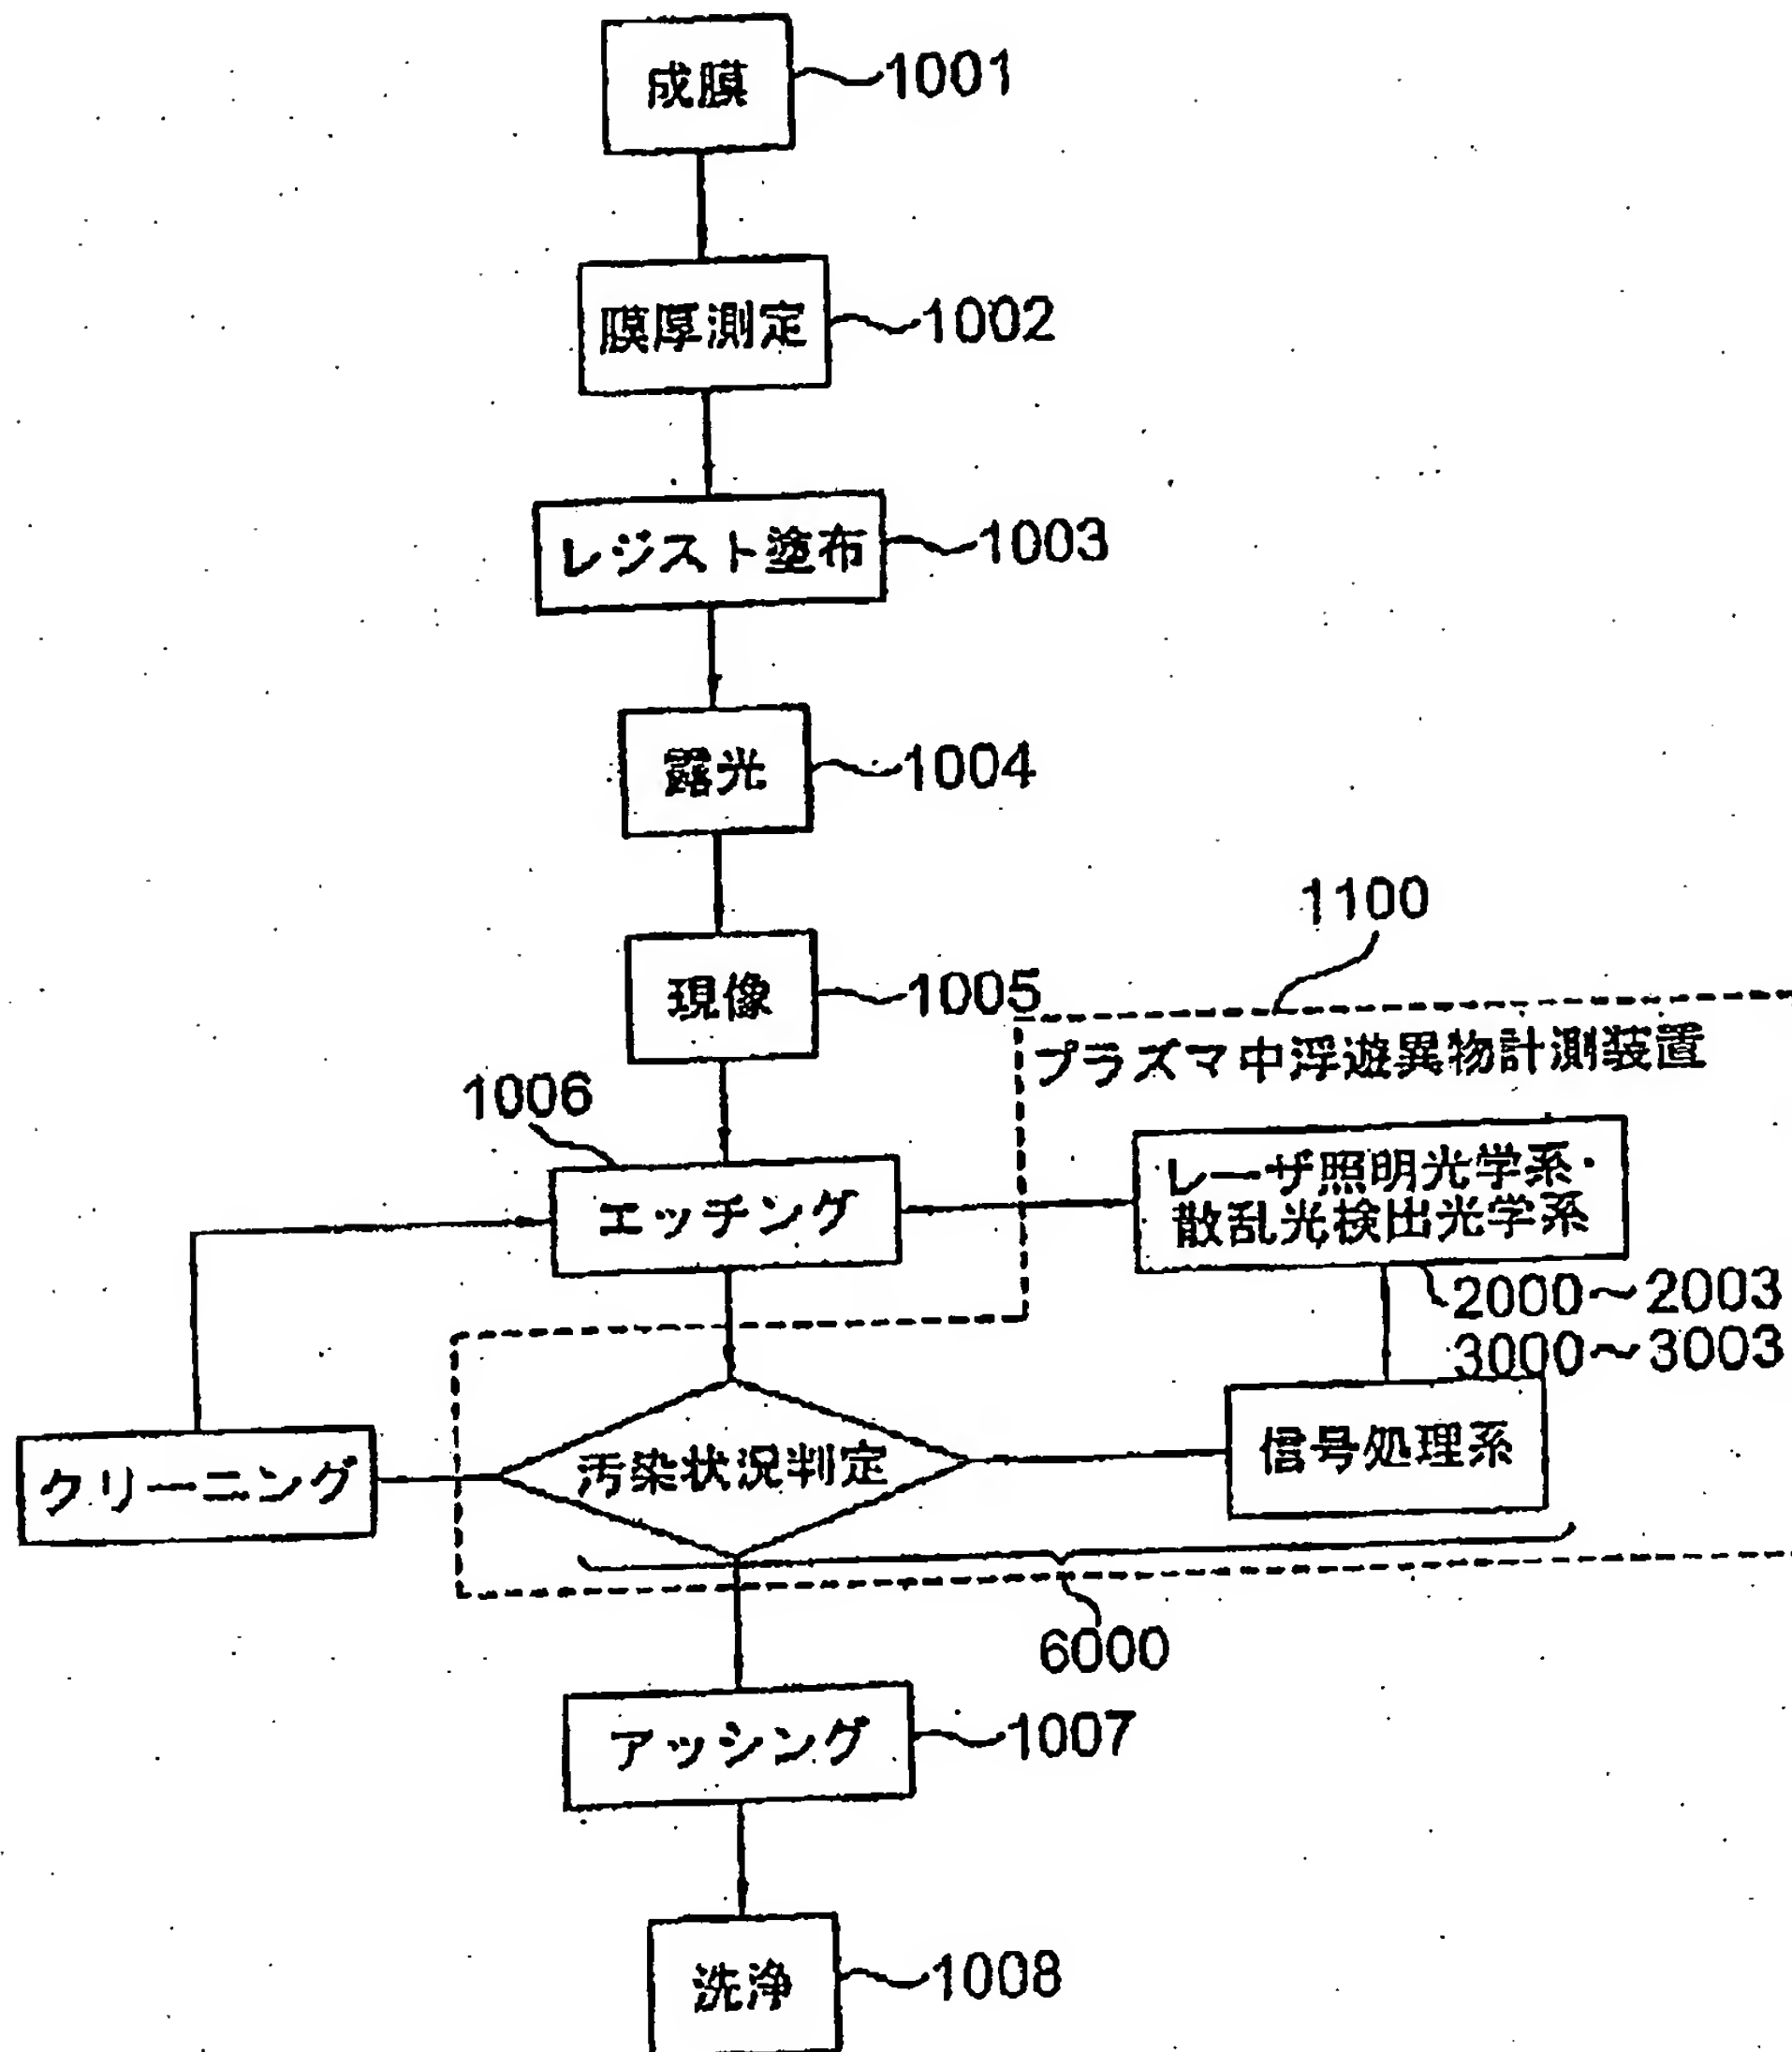 成膜
1001
膜厚測定
1002
レジスト塗布
1003
露光
1004
現像
1005
1100
プラズマ中浮遊異物計測装置
1006
エッチング
レーザ照明光学系・
散乱光検出光学系
2000～2003
3000～3003
クリーニング
汚染状況判定
信号処理系
6000
アッシング
1007
洗浄
1008